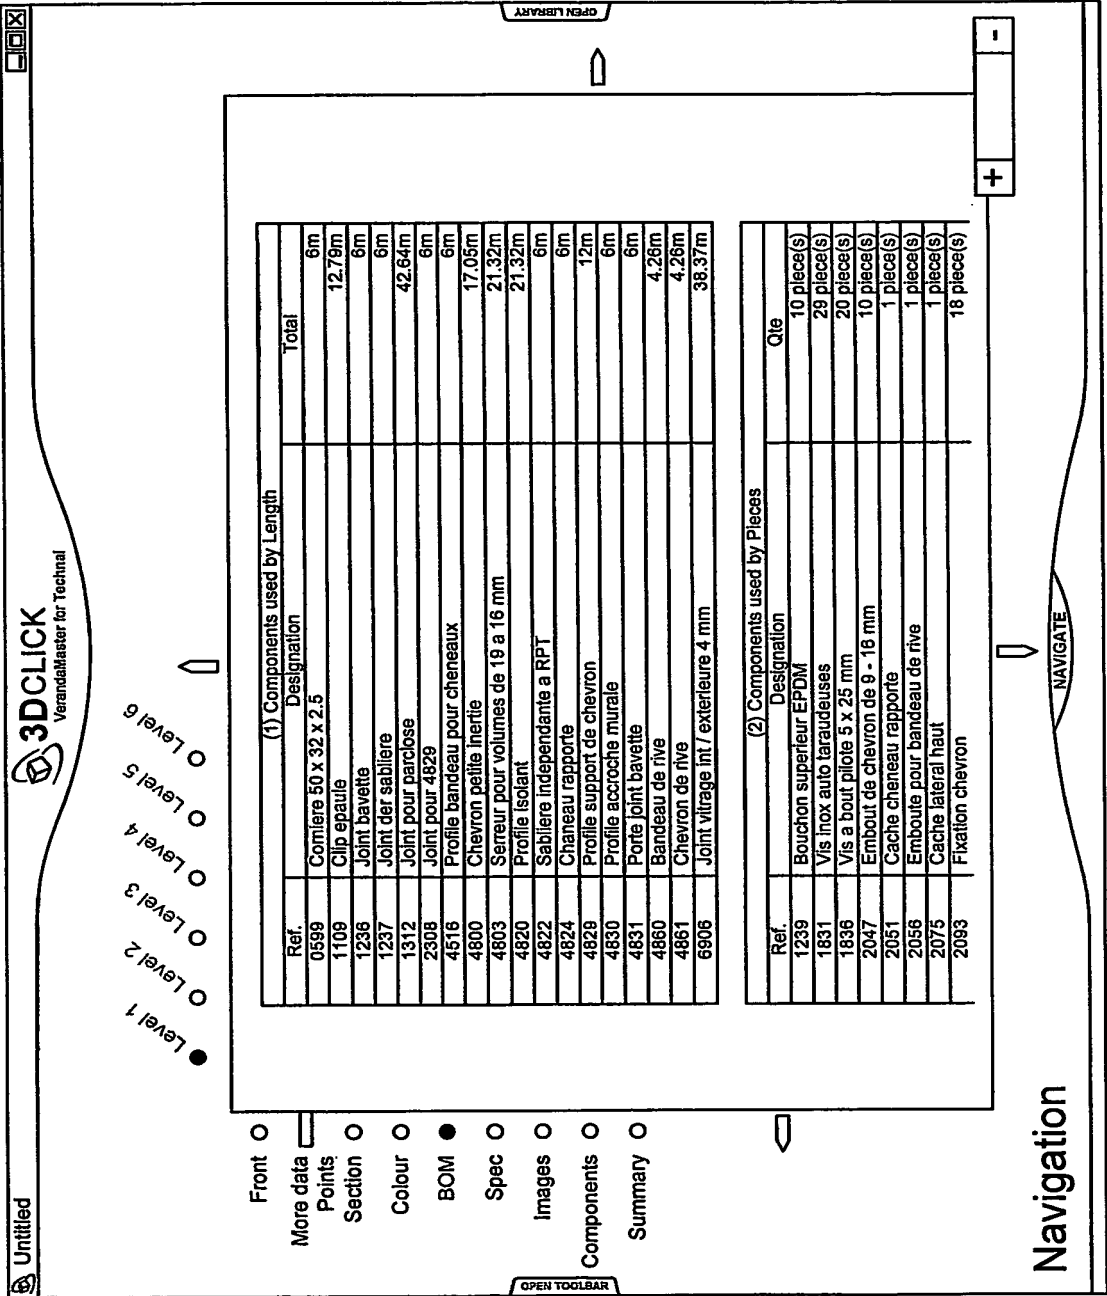 Untitled
3DCLICK
VerandaMaster for Technal
Level 1
Level 2
Level 3
Level 4
Level 5
Level 6
Front
More data
Points
Section
Colour
BOM
Spec
Images
Components
Summary
(1) Components used by Length
Ref. Designation Total
0599 Corniere 50 x 32 x 2.5 6m
1109 Clip epaule 12.79m
1236 Joint bavette 6m
1237 Joint der sabliere 6m
1312 Joint pour parclose 42.64m
2308 Joint pour 4829 6m
4516 Profile bandeau pour cheneaux 6m
4800 Chevron petite inertie 17.05m
4803 Serreur pour volumes de 19 a 16 mm 21.32m
4820 Profile isolant 21.32m
4822 Sabliere independante a RPT 6m
4824 Chaneau rapporte 6m
4829 Profile support de chevron 12m
4830 Profile accroche murale 6m
4831 Porte joint bavette 6m
4860 Bandeau de rive 4.26m
4861 Chevron de rive 4.26m
6906 Joint vitrage int / exterieure 4 mm 38.37m
(2) Components used by Pieces
Ref. Designation Qte
1239 Bouchon superieur EPDM 10 piece(s)
1831 Vis inox auto taraudeuses 29 piece(s)
1836 Vis a bout pilote 5 x 25 mm 20 piece(s)
2047 Embout de chevron de 9 - 16 mm 10 piece(s)
2051 Cache cheneau rapporte 1 piece(s)
2056 Emboute pour bandeau de rive 1 piece(s)
2075 Cache lateral haut 1 piece(s)
2093 Fixation chevron 18 piece(s)
+
-
OPEN TOOLBAR
OPEN LIBRARY
Navigation
NAVIGATE